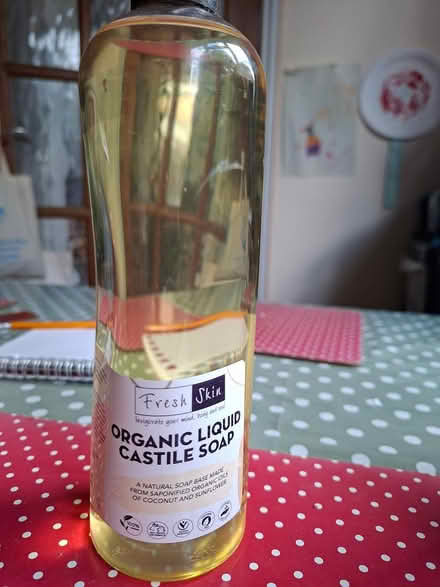 Fresh Skin
invigorate your mind, body and soul
ORGANIC LIQUID
CASTILE SOAP
A NATURAL SOAP BASE MADE
FROM SAPONIFIED ORGANIC OILS
OF COCONUT AND SUNFLOWER
100%